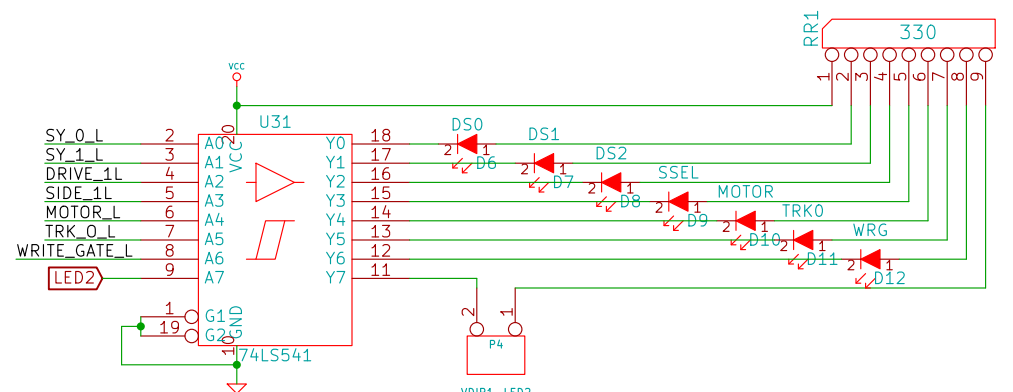 RR1
330
1
2
3
4
5
6
7
8
9
VCC
U31
20
VCC
SY_0_L
2
A0
Y0
18
SY_1_L
3
A1
Y1
17
DRIVE_1L
4
A2
Y2
16
SIDE_1L
5
A3
Y3
15
MOTOR_L
6
A4
Y4
14
TRK_O_L
7
A5
Y5
13
WRITE_GATE_L
8
A6
Y6
12
LED2
9
A7
Y7
11
1
G1
19
G2
GND
10
74LS541
DS0
2
1
D6
DS1
2
1
D7
DS2
2
1
D8
SSEL
2
1
D9
MOTOR
2
1
D10
TRK0
2
1
D11
WRG
2
1
D12
2
1
P4